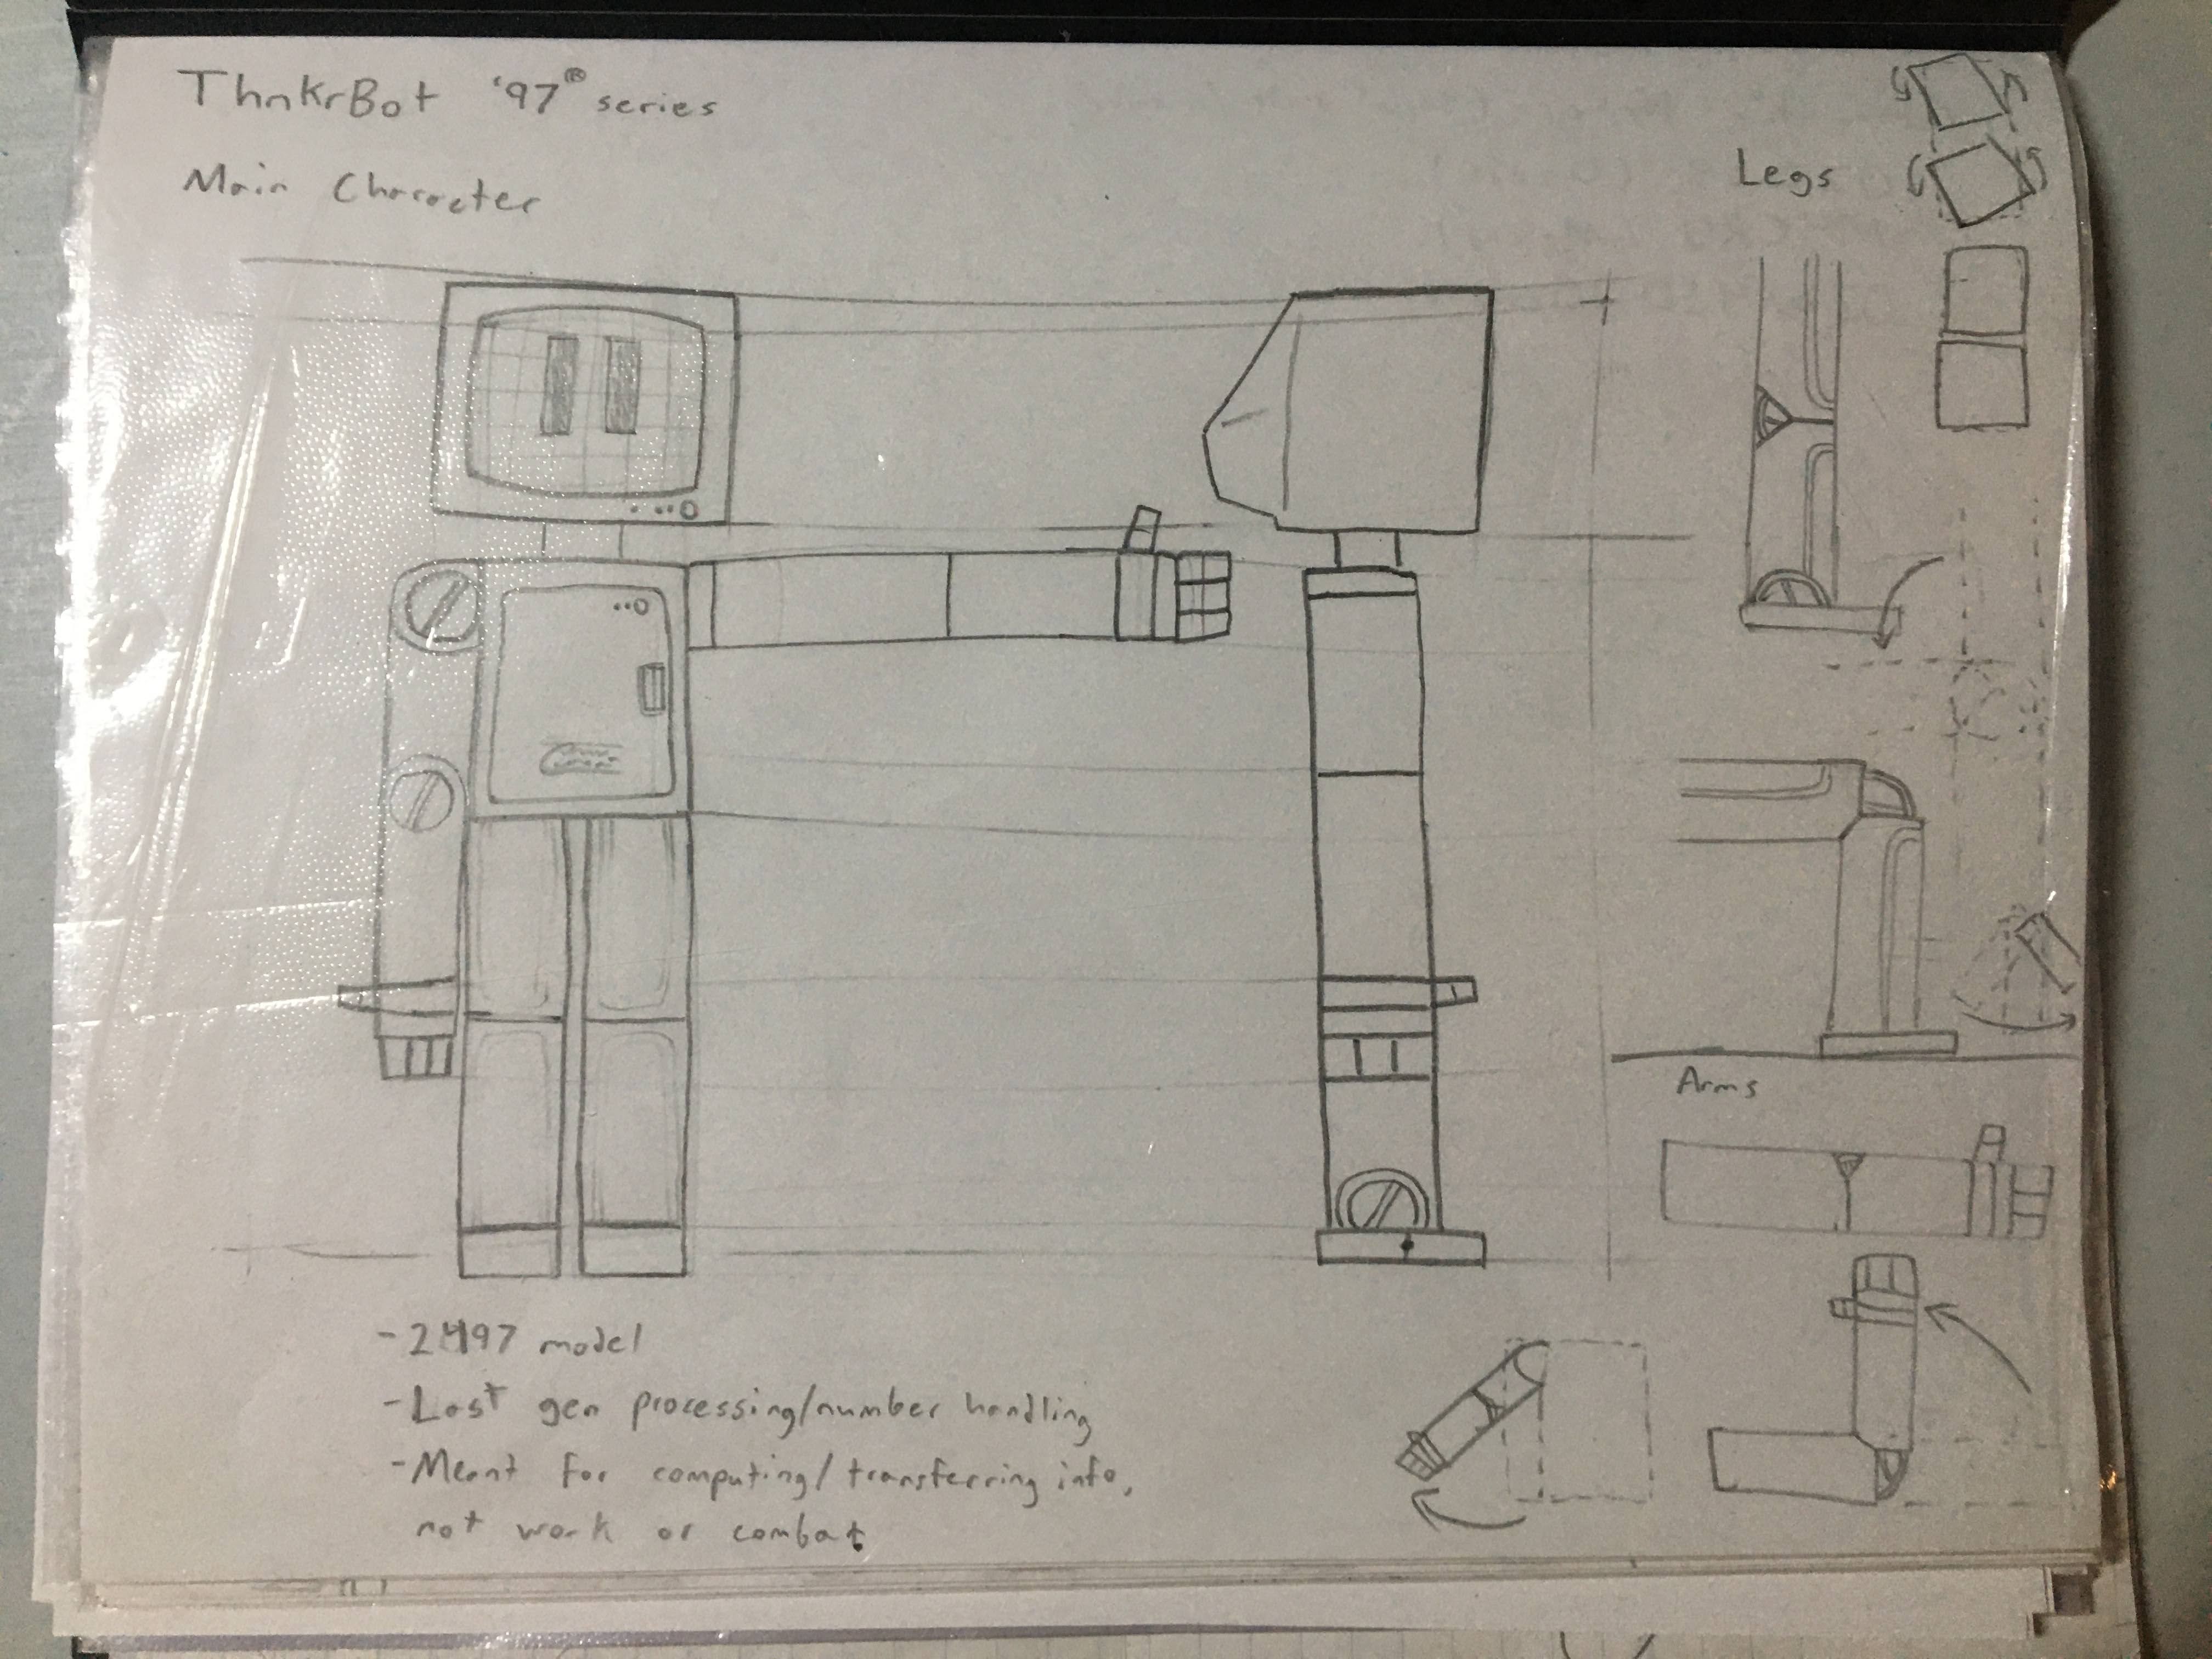 ThnkrBot '97® series
Main Character
Legs
Arms
- 2497 model
- Last gen processing/number handling
- Meant for computing/transferring info,
not work or combat